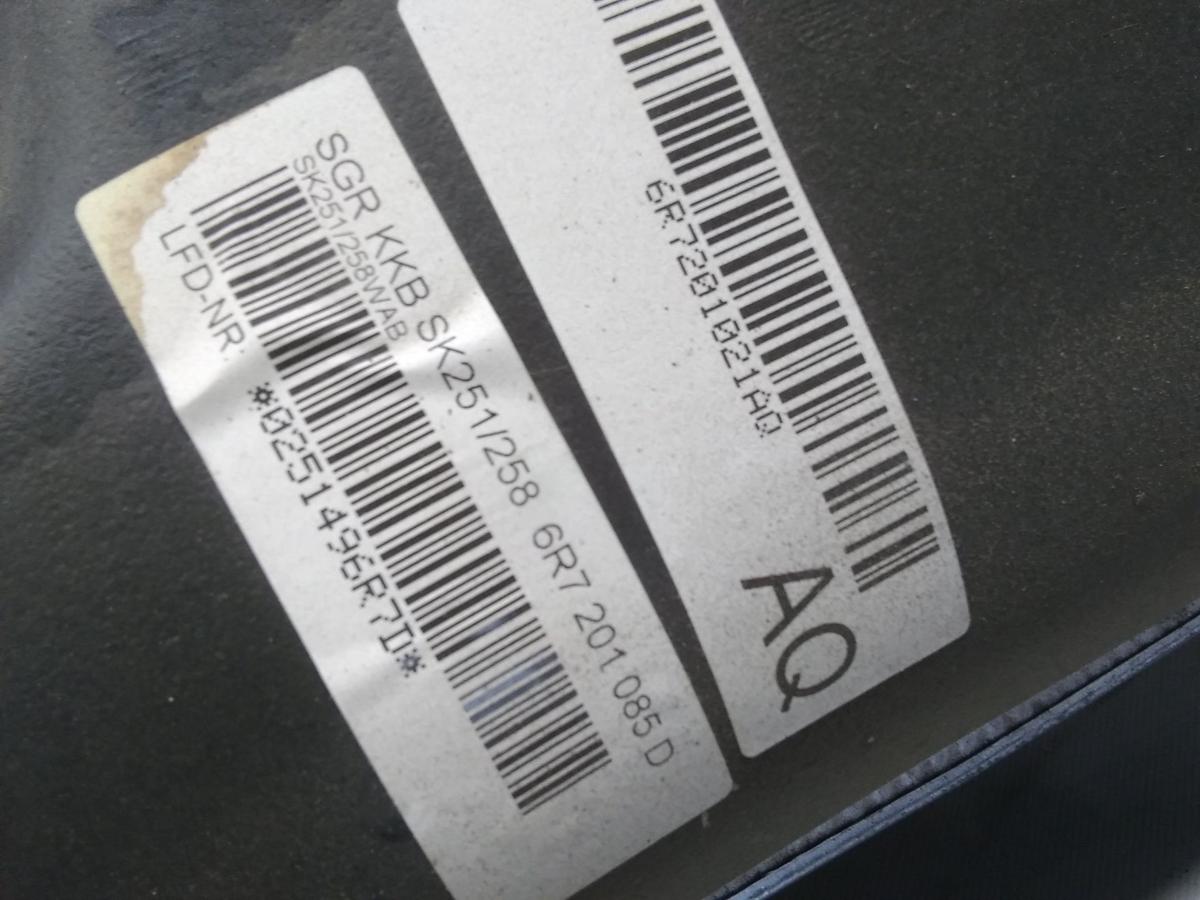 SGR KKB SK251/258 6R7 201 085 D
SK251/258WAB
LFD-NR.
*0251496R7D*
6R7201021AQ
AQ